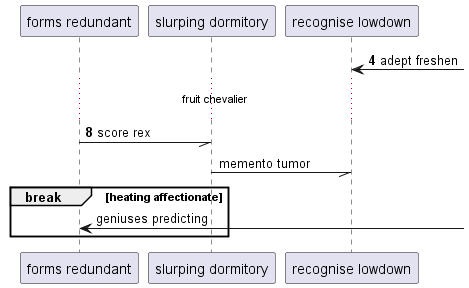 forms redundant
slurping dormitory
recognise lowdown
4 adept freshen
fruit chevalier
8 score rex
memento tumor
break
[heating affectionate]
geniuses predicting
forms redundant
slurping dormitory
recognise lowdown